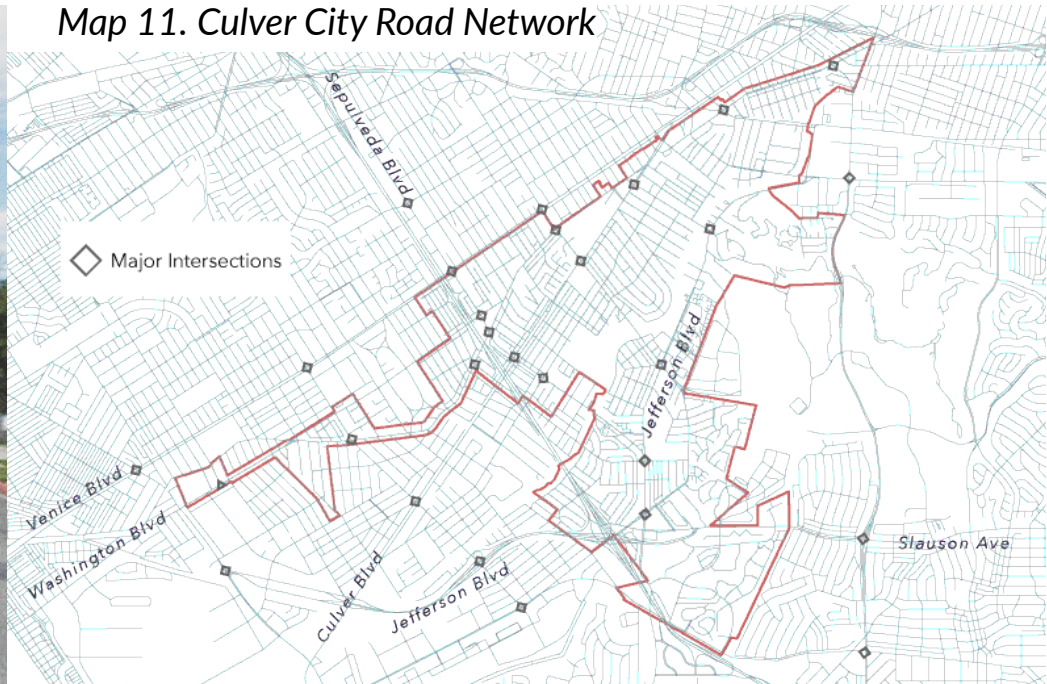 Map 11. Culver City Road Network
Sepulveda Blvd
Major Intersections
Jefferson Blvd
Venice Blvd
Washington Blvd
Culver Blvd
Jefferson Blvd
Slauson Ave